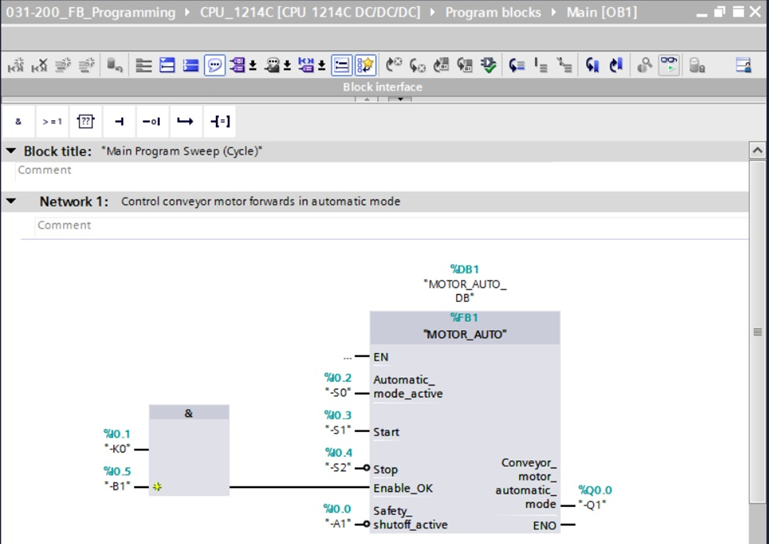 031-200_FB_Programming ▸ CPU_1214C [CPU 1214C DC/DC/DC] ▸ Program blocks ▸ Main [OB1]
Block interface
& >=1 ?? -o| [=]
Block title: "Main Program Sweep (Cycle)"
Comment
Network 1: Control conveyor motor forwards in automatic mode
Comment
%DB1
"MOTOR_AUTO_
DB"
%FB1
"MOTOR_AUTO"
... EN
%I0.2
"-S0"
Automatic_
mode_active
%I0.3
"-S1" Start
%I0.4
"-S2" Stop
&
%I0.1
"-K0"
%I0.5
"-B1"
Enable_OK
%I0.0
"-A1"
Safety_
shutoff_active
Conveyor_
motor_
automatic_
mode
%Q0.0
"-Q1"
ENO